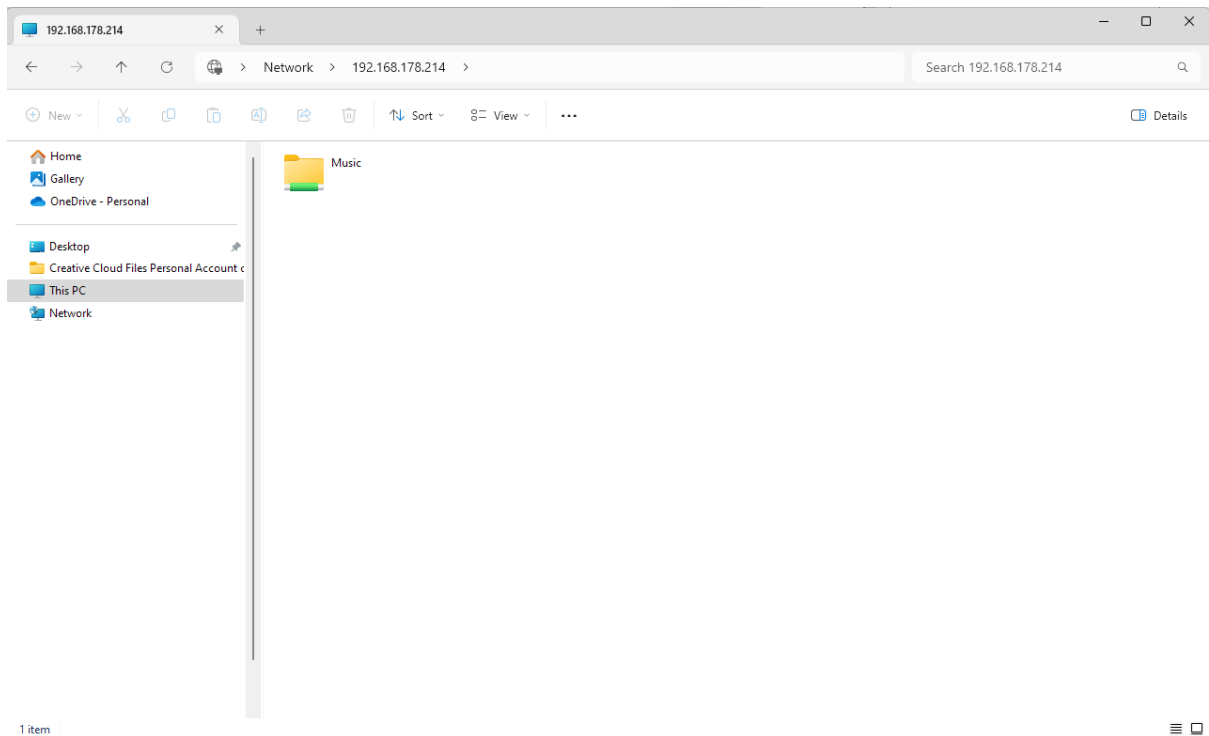 192.168.178.214
Network > 192.168.178.214 >
Search 192.168.178.214
New
Sort
View
...
Details
Home
Gallery
OneDrive - Personal
Desktop
Creative Cloud Files Personal Account
This PC
Network
Music
1 item